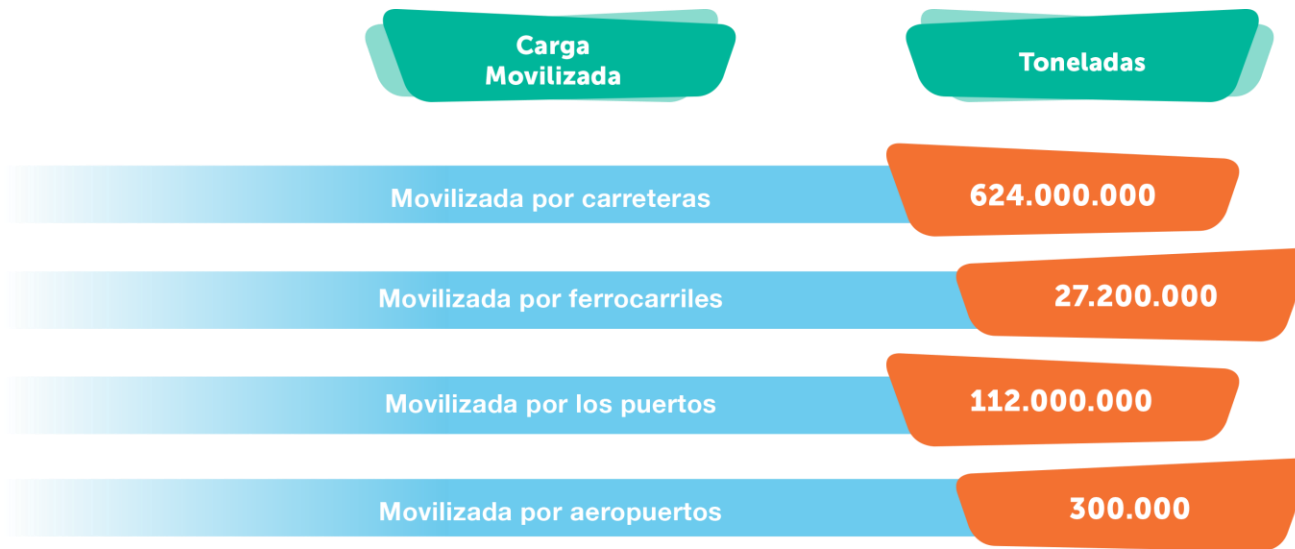 Carga
Movilizada
Toneladas
Movilizada por carreteras
624.000.000
Movilizada por ferrocarriles
27.200.000
Movilizada por los puertos
112.000.000
Movilizada por aeropuertos
300.000